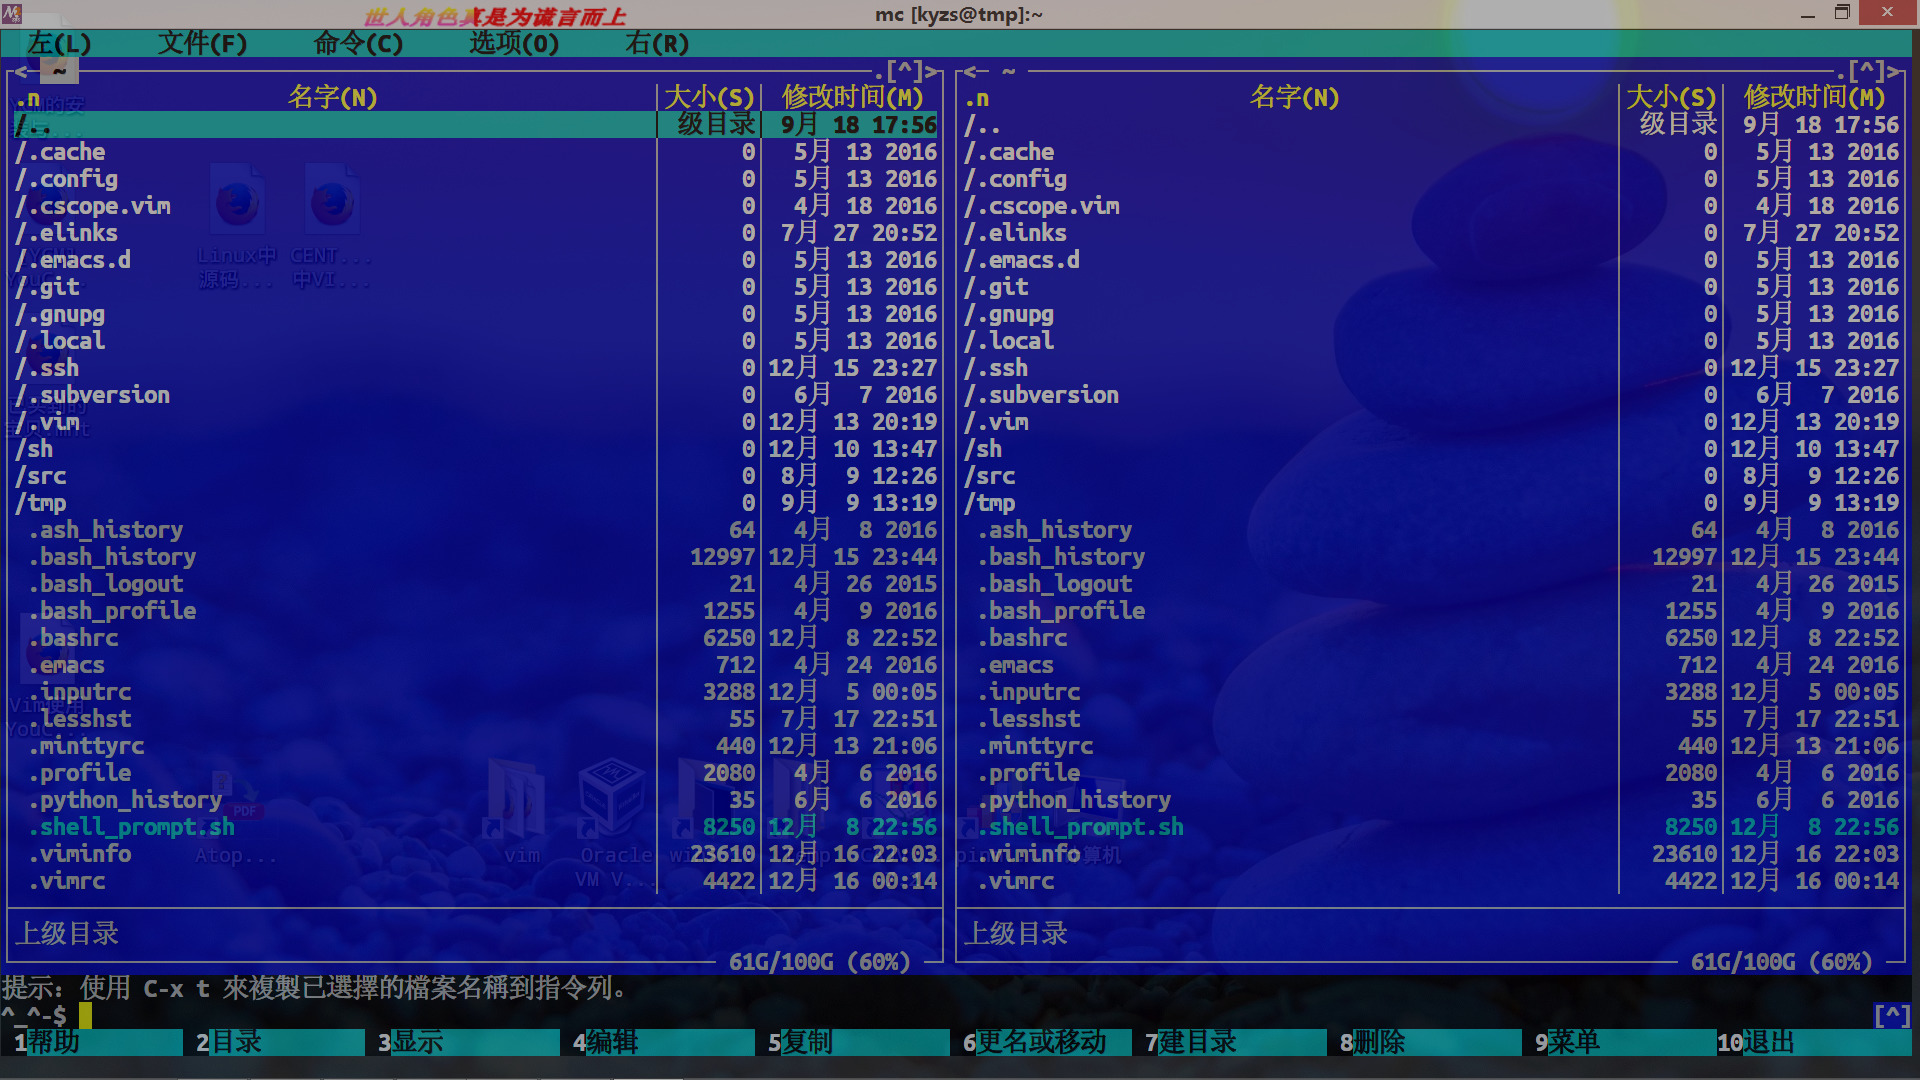 世人角色真是为谎言而上
mc [kyzs@tmp]:~
左(L) 文件(F) 命令(C) 选项(O) 右(R)
<- ~ .[^]> <- ~ .[^]>
.n 名字(N) 大小(S) 修改时间(M) .n 名字(N) 大小(S) 修改时间(M)
/.. 级目录 9月 18 17:56 /.. 级目录 9月 18 17:56
/.cache 0 5月 13 2016 /.cache 0 5月 13 2016
/.config 0 5月 13 2016 /.config 0 5月 13 2016
/.cscope.vim 0 4月 18 2016 /.cscope.vim 0 4月 18 2016
/.elinks 0 7月 27 20:52 /.elinks 0 7月 27 20:52
/.emacs.d 0 5月 13 2016 /.emacs.d 0 5月 13 2016
/.git 0 5月 13 2016 /.git 0 5月 13 2016
/.gnupg 0 5月 13 2016 /.gnupg 0 5月 13 2016
/.local 0 5月 13 2016 /.local 0 5月 13 2016
/.ssh 0 12月 15 23:27 /.ssh 0 12月 15 23:27
/.subversion 0 6月 7 2016 /.subversion 0 6月 7 2016
/.vim 0 12月 13 20:19 /.vim 0 12月 13 20:19
/sh 0 12月 10 13:47 /sh 0 12月 10 13:47
/src 0 8月 9 12:26 /src 0 8月 9 12:26
/tmp 0 9月 9 13:19 /tmp 0 9月 9 13:19
.ash_history 64 4月 8 2016 .ash_history 64 4月 8 2016
.bash_history 12997 12月 15 23:44 .bash_history 12997 12月 15 23:44
.bash_logout 21 4月 26 2015 .bash_logout 21 4月 26 2015
.bash_profile 1255 4月 9 2016 .bash_profile 1255 4月 9 2016
.bashrc 6250 12月 8 22:52 .bashrc 6250 12月 8 22:52
.emacs 712 4月 24 2016 .emacs 712 4月 24 2016
.inputrc 3288 12月 5 00:05 .inputrc 3288 12月 5 00:05
.lesshst 55 7月 17 22:51 .lesshst 55 7月 17 22:51
.minttyrc 440 12月 13 21:06 .minttyrc 440 12月 13 21:06
.profile 2080 4月 6 2016 .profile 2080 4月 6 2016
.python_history 35 6月 6 2016 .python_history 35 6月 6 2016
.shell_prompt.sh 8250 12月 8 22:56 .shell_prompt.sh 8250 12月 8 22:56
.viminfo 23610 12月 16 22:03 .viminfo 23610 12月 16 22:03
.vimrc 4422 12月 16 00:14 .vimrc 4422 12月 16 00:14
上级目录 上级目录
61G/100G (60%) 61G/100G (60%)
提示: 使用 C-x t 來複製已選擇的檔案名稱到指令列。
^_^-$ [^]
1帮助 2目录 3显示 4编辑 5复制 6更名或移动 7建目录 8删除 9菜单 10退出
Linux中 CENT...
源码... 中VI...
PDF
Atop... vim Oracle
VM V...